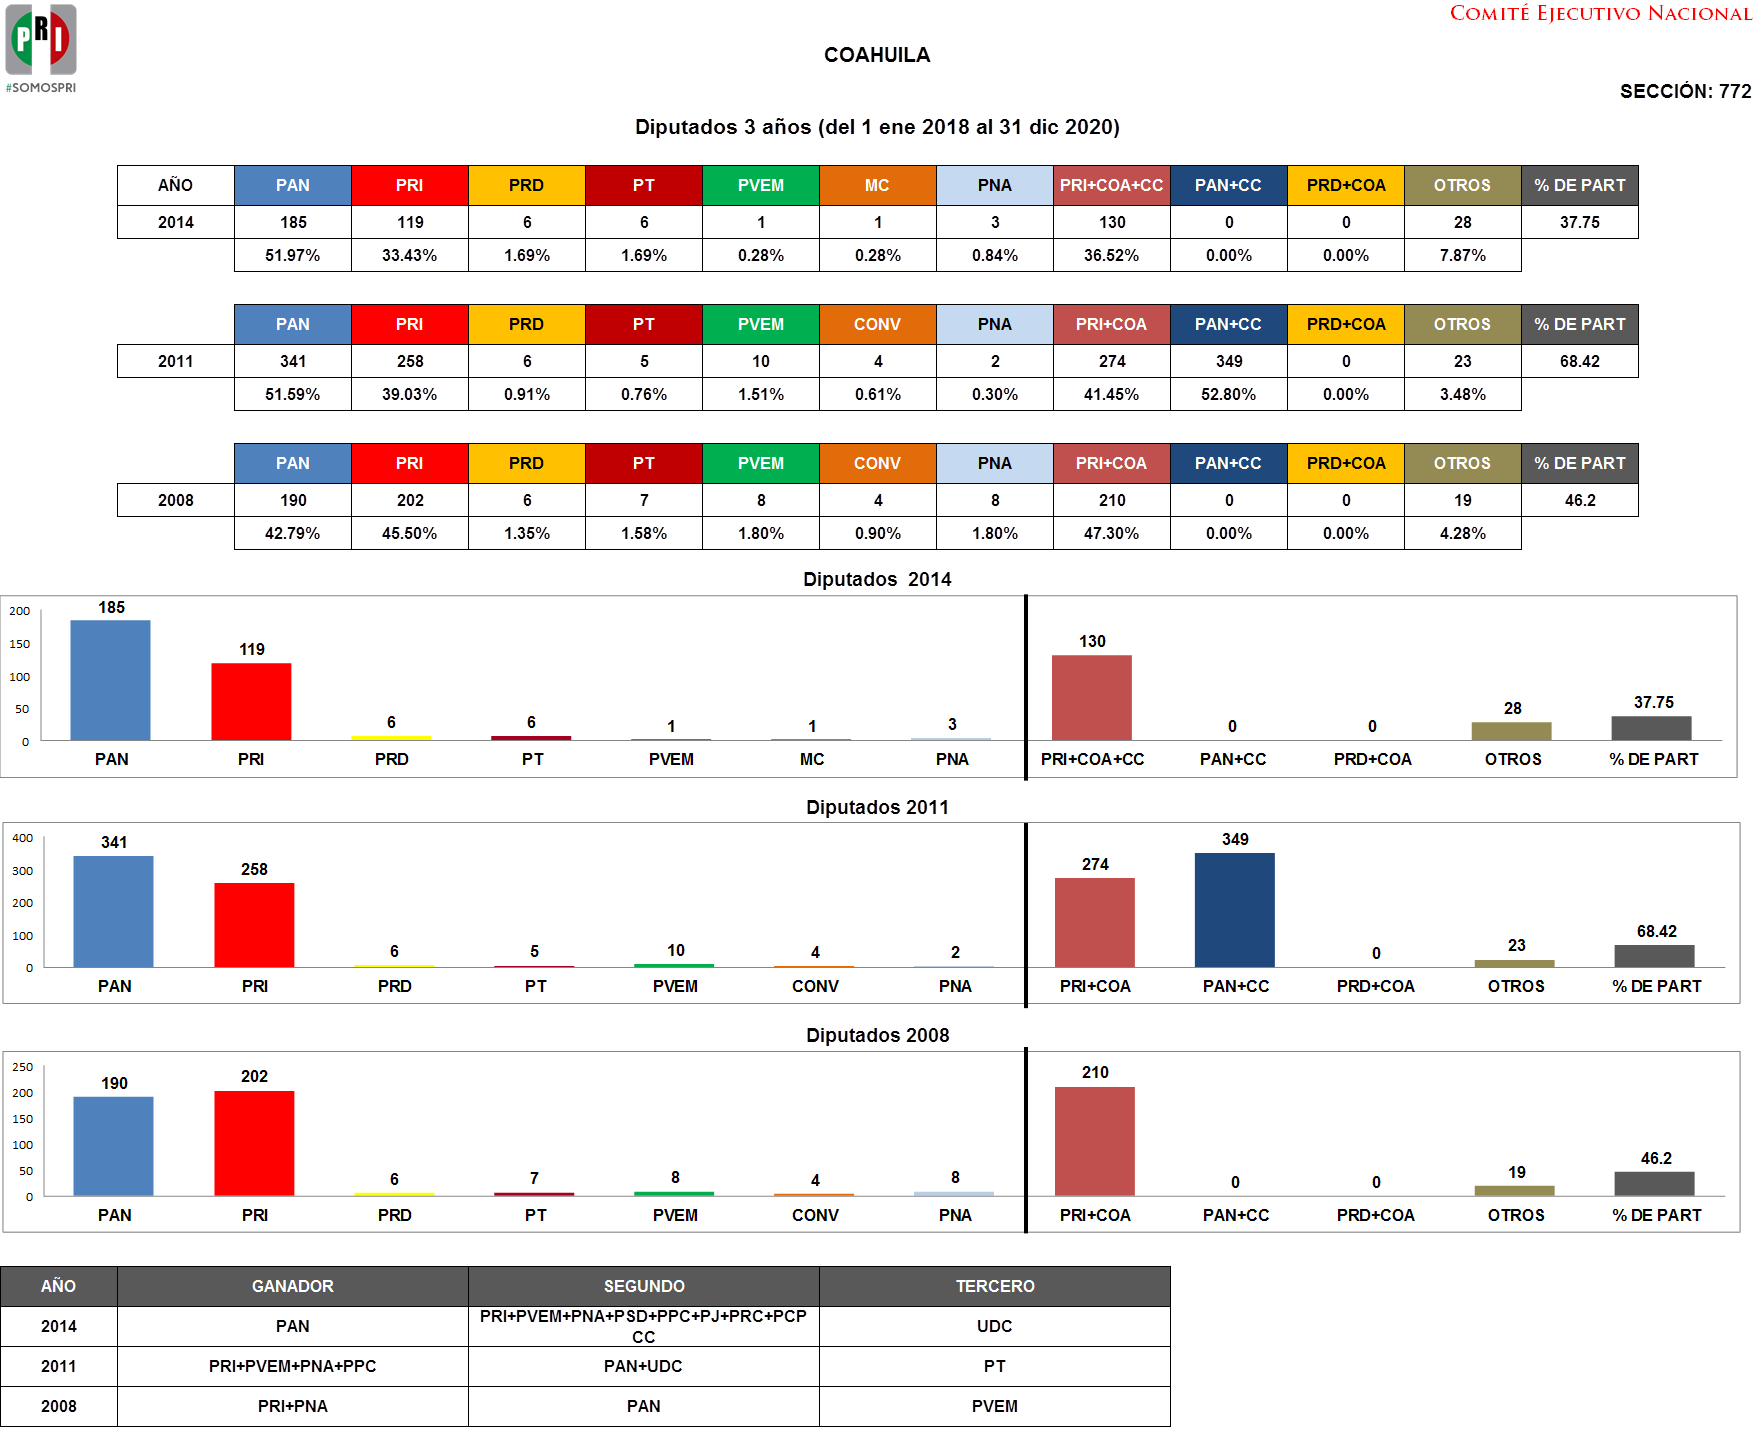 PRI
#SOMOSPRI
COMITÉ EJECUTIVO NACIONAL
COAHUILA
SECCIÓN: 772
Diputados 3 años (del 1 ene 2018 al 31 dic 2020)
AÑO PAN PRI PRD PT PVEM MC PNA PRI+COA+CC PAN+CC PRD+COA OTROS % DE PART
2014 185 119 6 6 1 1 3 130 0 0 28 37.75
51.97% 33.43% 1.69% 1.69% 0.28% 0.28% 0.84% 36.52% 0.00% 0.00% 7.87%
PAN PRI PRD PT PVEM CONV PNA PRI+COA PAN+CC PRD+COA OTROS % DE PART
2011 341 258 6 5 10 4 2 274 349 0 23 68.42
51.59% 39.03% 0.91% 0.76% 1.51% 0.61% 0.30% 41.45% 52.80% 0.00% 3.48%
PAN PRI PRD PT PVEM CONV PNA PRI+COA PAN+CC PRD+COA OTROS % DE PART
2008 190 202 6 7 8 4 8 210 0 0 19 46.2
42.79% 45.50% 1.35% 1.58% 1.80% 0.90% 1.80% 47.30% 0.00% 0.00% 4.28%
Diputados 2014
200
150
100
50
0
185 119 6 6 1 1 3 130 0 0 28 37.75
PAN PRI PRD PT PVEM MC PNA PRI+COA+CC PAN+CC PRD+COA OTROS % DE PART
Diputados 2011
400
300
200
100
0
341 258 6 5 10 4 2 274 349 0 23 68.42
PAN PRI PRD PT PVEM CONV PNA PRI+COA PAN+CC PRD+COA OTROS % DE PART
Diputados 2008
250
200
150
100
50
0
190 202 6 7 8 4 8 210 0 0 19 46.2
PAN PRI PRD PT PVEM CONV PNA PRI+COA PAN+CC PRD+COA OTROS % DE PART
AÑO GANADOR SEGUNDO TERCERO
2014 PAN PRI+PVEM+PNA+PSD+PPC+PJ+PRC+PCP UDC
CC
2011 PRI+PVEM+PNA+PPC PAN+UDC PT
2008 PRI+PNA PAN PVEM